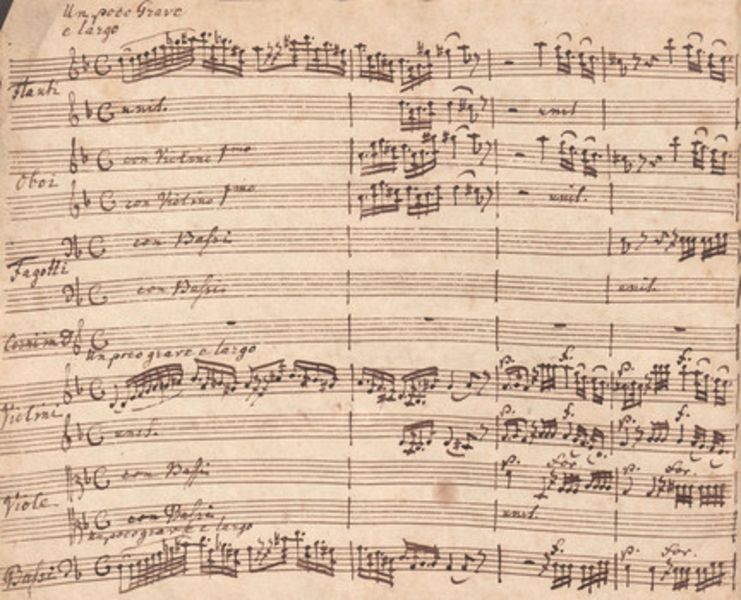 Un poco Grave
e largo
Flauti
unis.
unis.
con Violino 1mo
Oboi
con Violino 1mo
unis.
con Bassi
Fagotti
con Bassi
unis.
Corni in D
Un poco grave e largo
p. f. p. f.
Violini
unis.
p. f. p. f.
con Bassi
p. for. p. for.
Viole
con Bassi
unis.
Un poco grave e largo
f. for.
Bassi